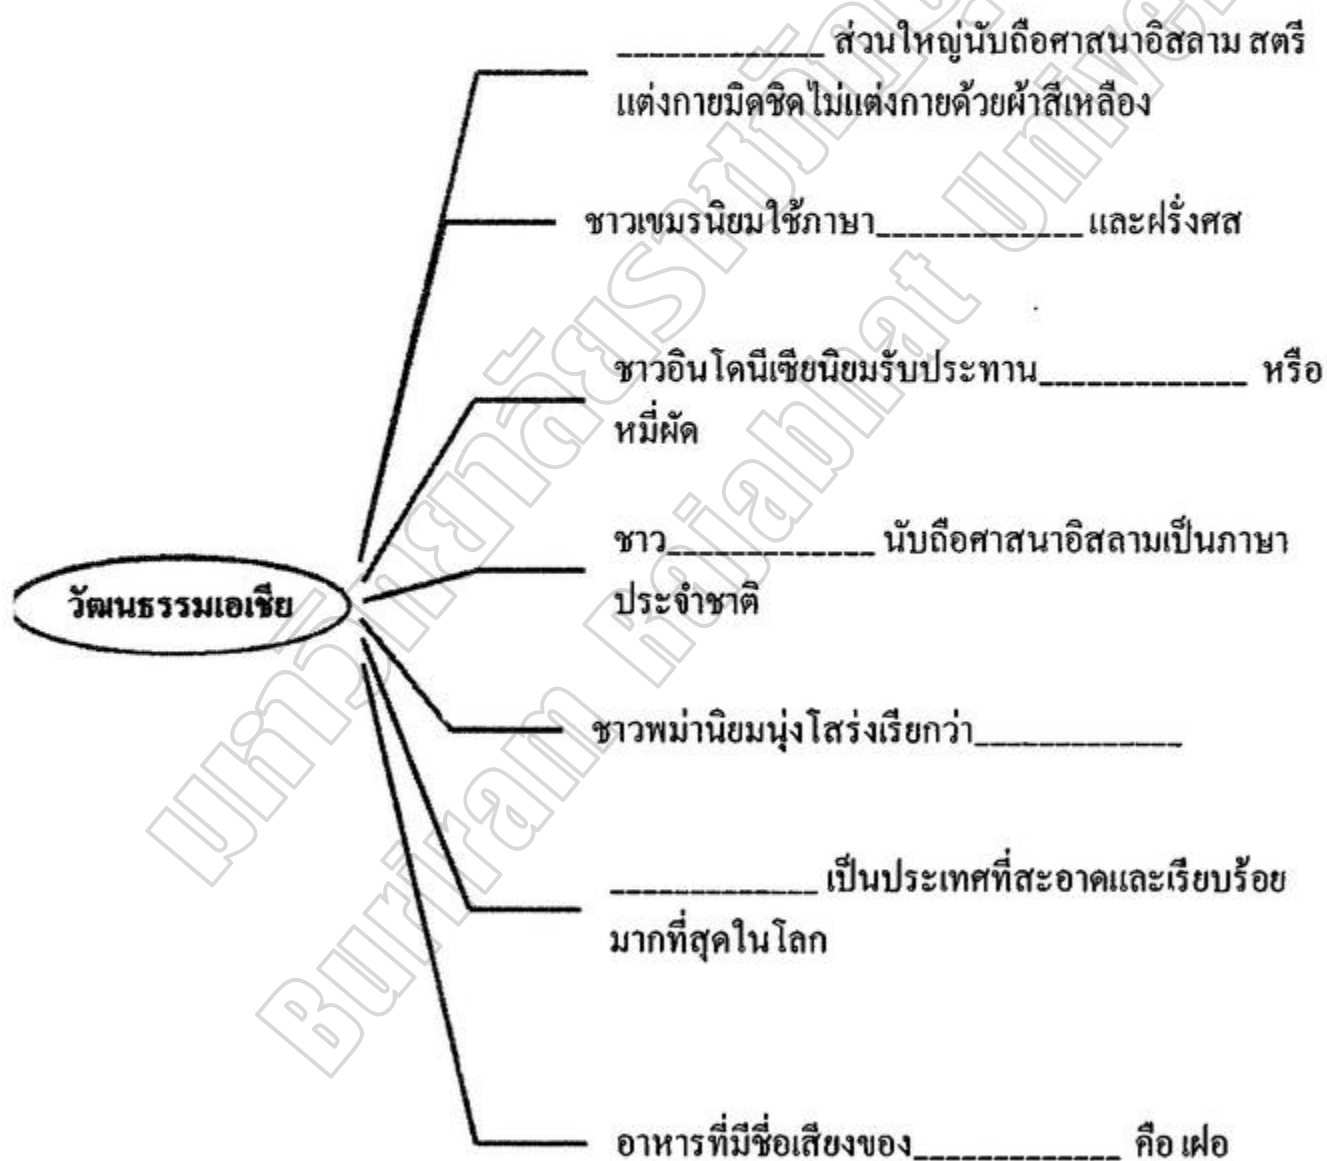 _____________ ส่วนใหญ่นับถือศาสนาอิสลาม สตรี
แต่งกายมิดชิดไม่แต่งกายด้วยผ้าสีเหลือง
ชาวเขมรนิยมใช้ภาษา_____________และฝรั่งศส
ชาวอินโดนีเซียนิยมรับประทาน_____________ หรือ
หมี่ผัด
ชาว_____________ นับถือศาสนาอิสลามเป็นภาษา
ประจำชาติ
วัฒนธรรมเอเชีย
ชาวพม่านิยมนุ่งโสร่งเรียกว่า_____________
_____________ เป็นประเทศที่สะอาดและเรียบร้อย
มากที่สุดในโลก
อาหารที่มีชื่อเสียงของ_____________ คือ เฝอ